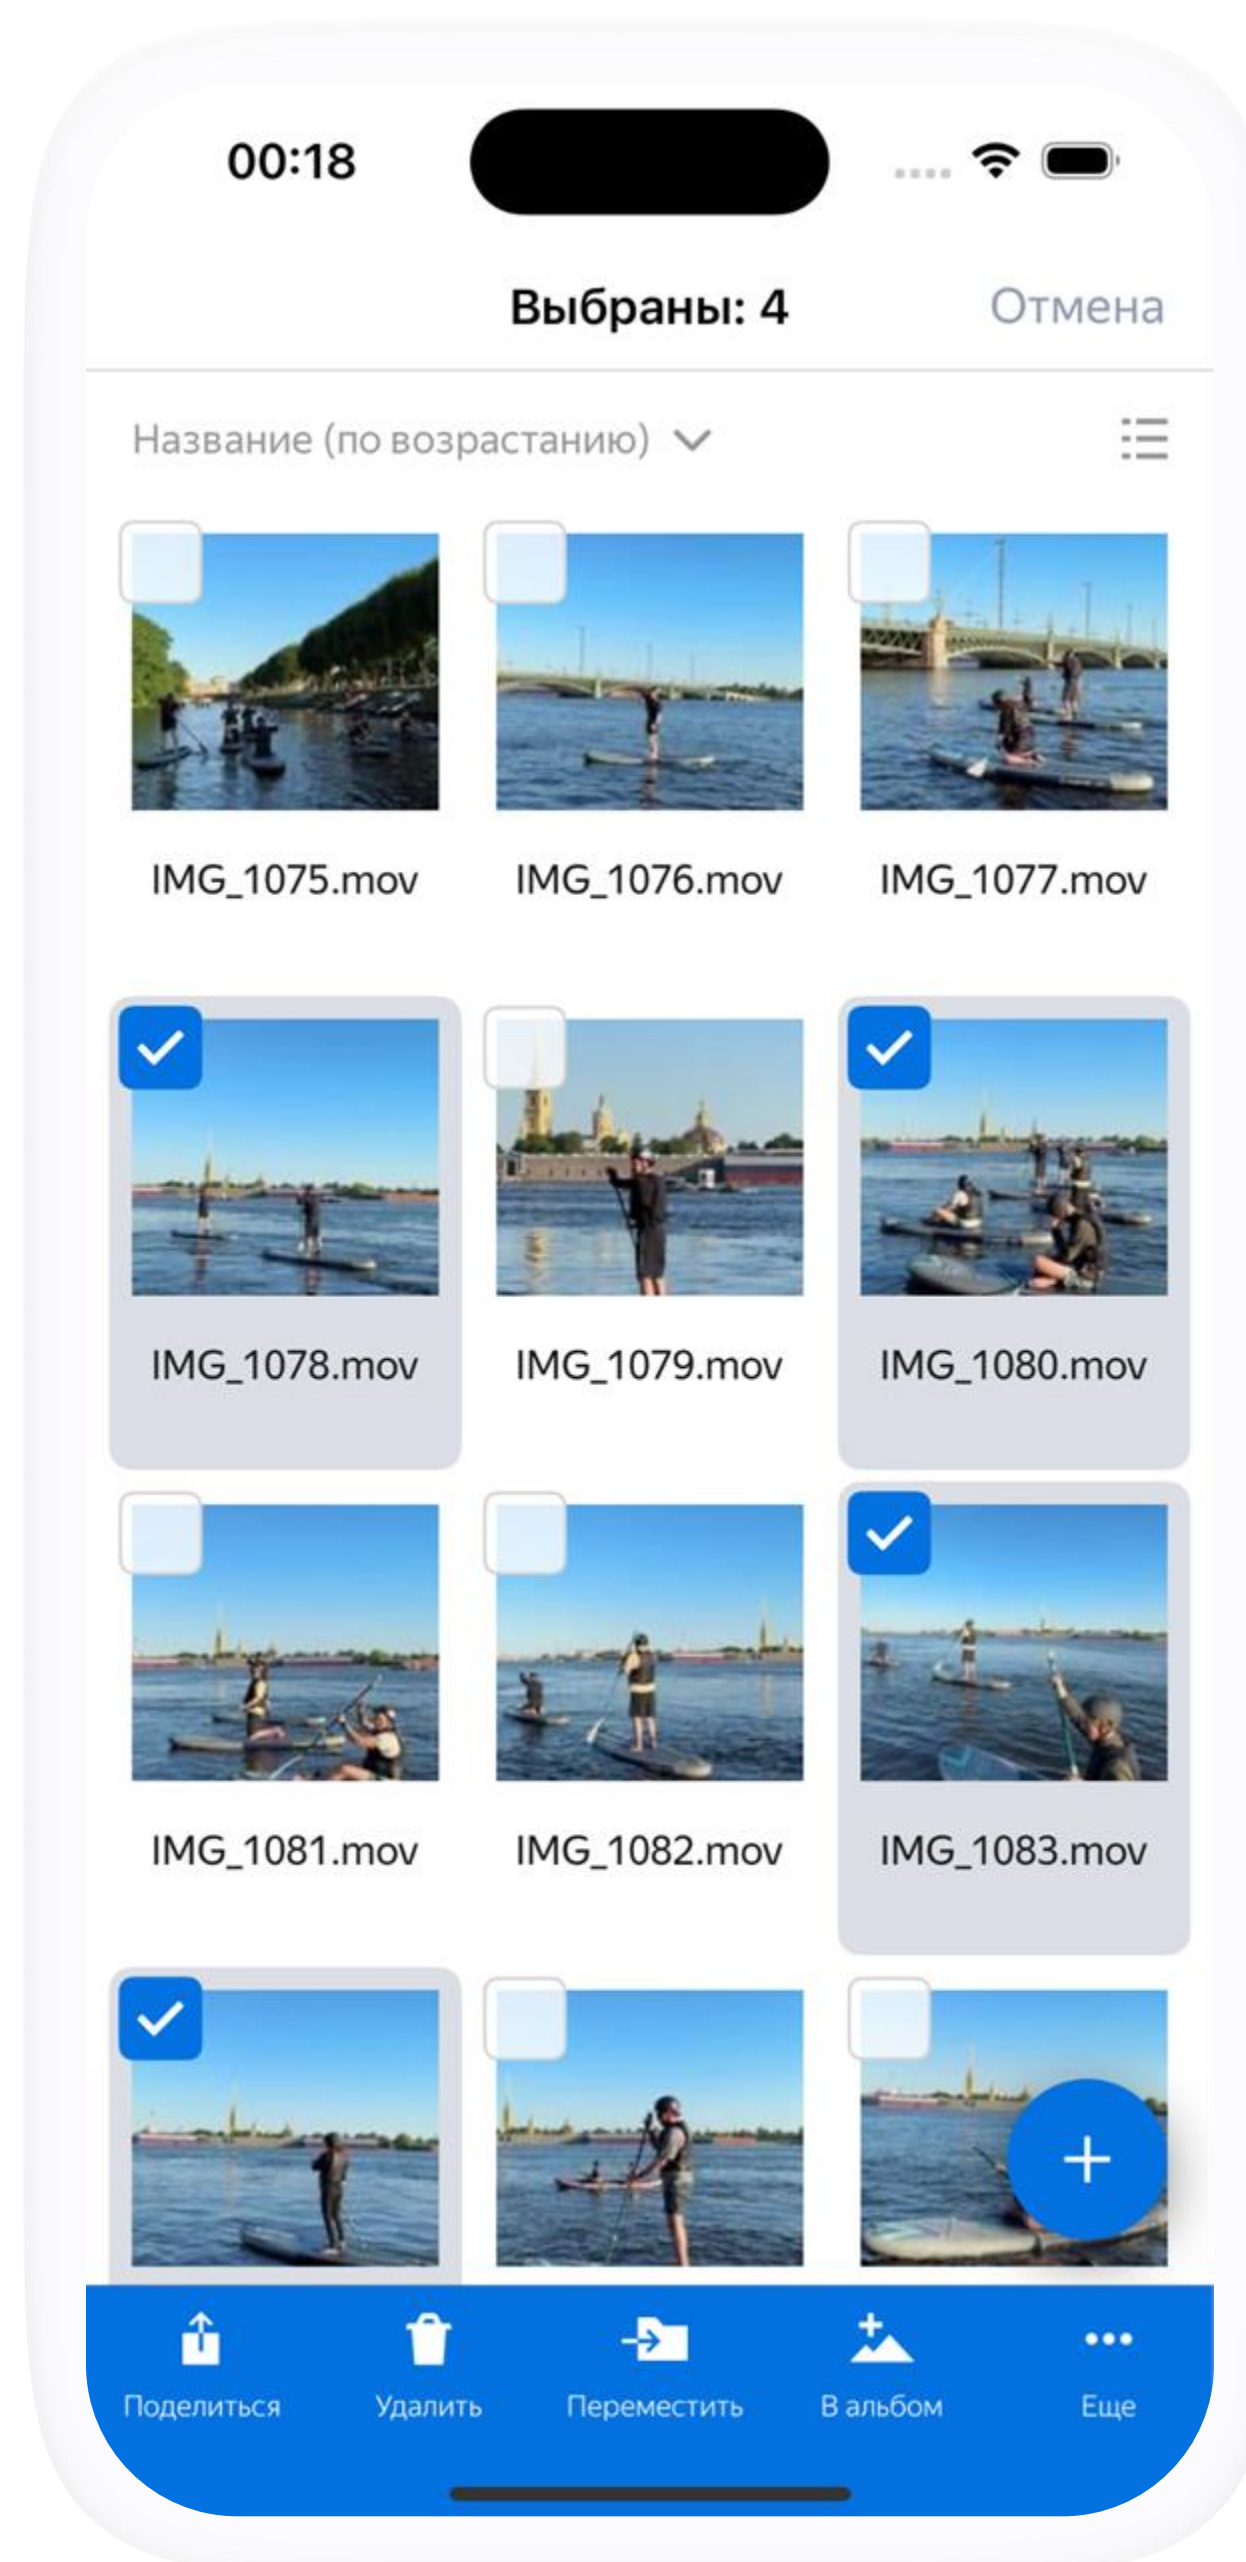 00:18
Выбраны: 4
Отмена
Название (по возрастанию)
IMG_1075.mov
IMG_1076.mov
IMG_1077.mov
IMG_1078.mov
IMG_1079.mov
IMG_1080.mov
IMG_1081.mov
IMG_1082.mov
IMG_1083.mov
Поделиться
Удалить
Переместить
В альбом
Еще